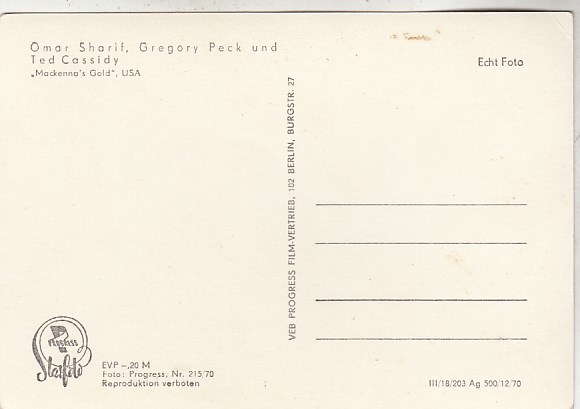 Omar Sharif, Gregory Peck und
Ted Cassidy
„Mackenna's Gold", USA
Echt Foto
VEB PROGRESS FILM-VERTRIEB, 102 BERLIN, BURGSTR. 27
PROGRESS
Starfoto
EVP –,20 M
Foto: Progress, Nr. 215/70
Reproduktion verboten
III/18/203 Ag 500/12/70